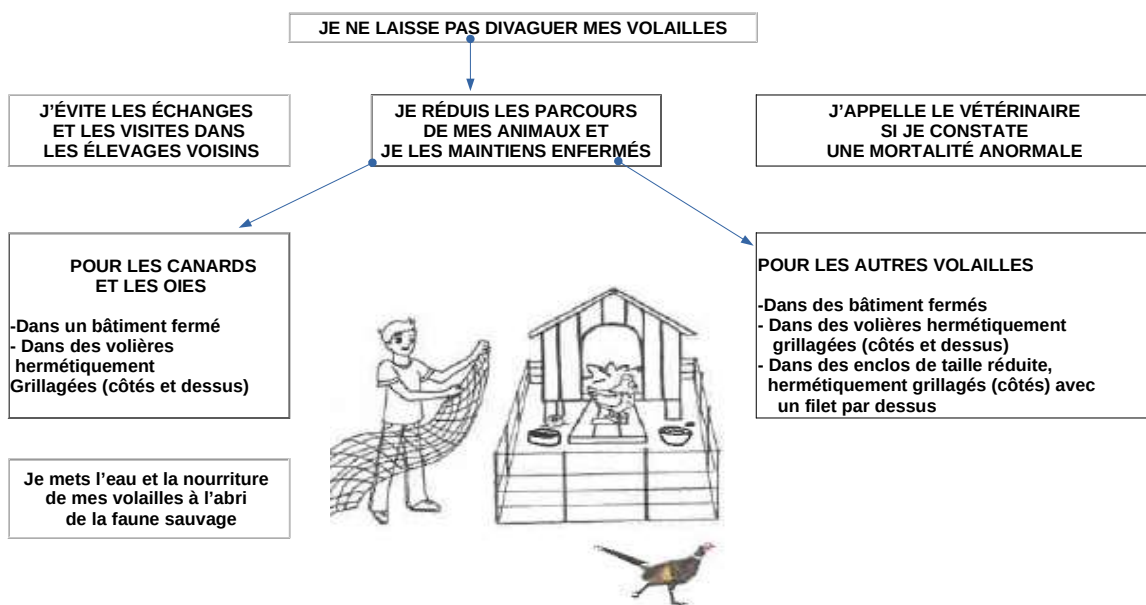 JE NE LAISSE PAS DIVAGUER MES VOLAILLES
J’ÉVITE LES ÉCHANGES
ET LES VISITES DANS
LES ÉLEVAGES VOISINS
JE RÉDUIS LES PARCOURS
DE MES ANIMAUX ET
JE LES MAINTIENS ENFERMÉS
J’APPELLE LE VÉTÉRINAIRE
SI JE CONSTATE
UNE MORTALITÉ ANORMALE
POUR LES CANARDS
ET LES OIES
-Dans un bâtiment fermé
- Dans des volières
hermétiquement
Grillagées (côtés et dessus)
POUR LES AUTRES VOLAILLES
-Dans des bâtiment fermés
- Dans des volières hermétiquement
grillagées (côtés et dessus)
- Dans des enclos de taille réduite,
hermétiquement grillagés (côtés) avec
un filet par dessus
Je mets l’eau et la nourriture
de mes volailles à l’abri
de la faune sauvage